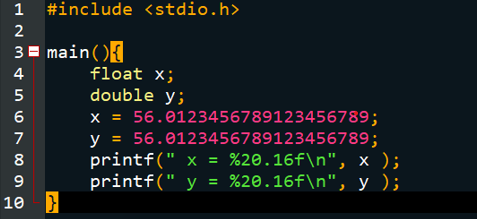 1 #include <stdio.h>
2
3 main(){
4 float x;
5 double y;
6 x = 56.0123456789123456789;
7 y = 56.0123456789123456789;
8 printf(" x = %20.16f\n", x );
9 printf(" y = %20.16f\n", y );
10 }